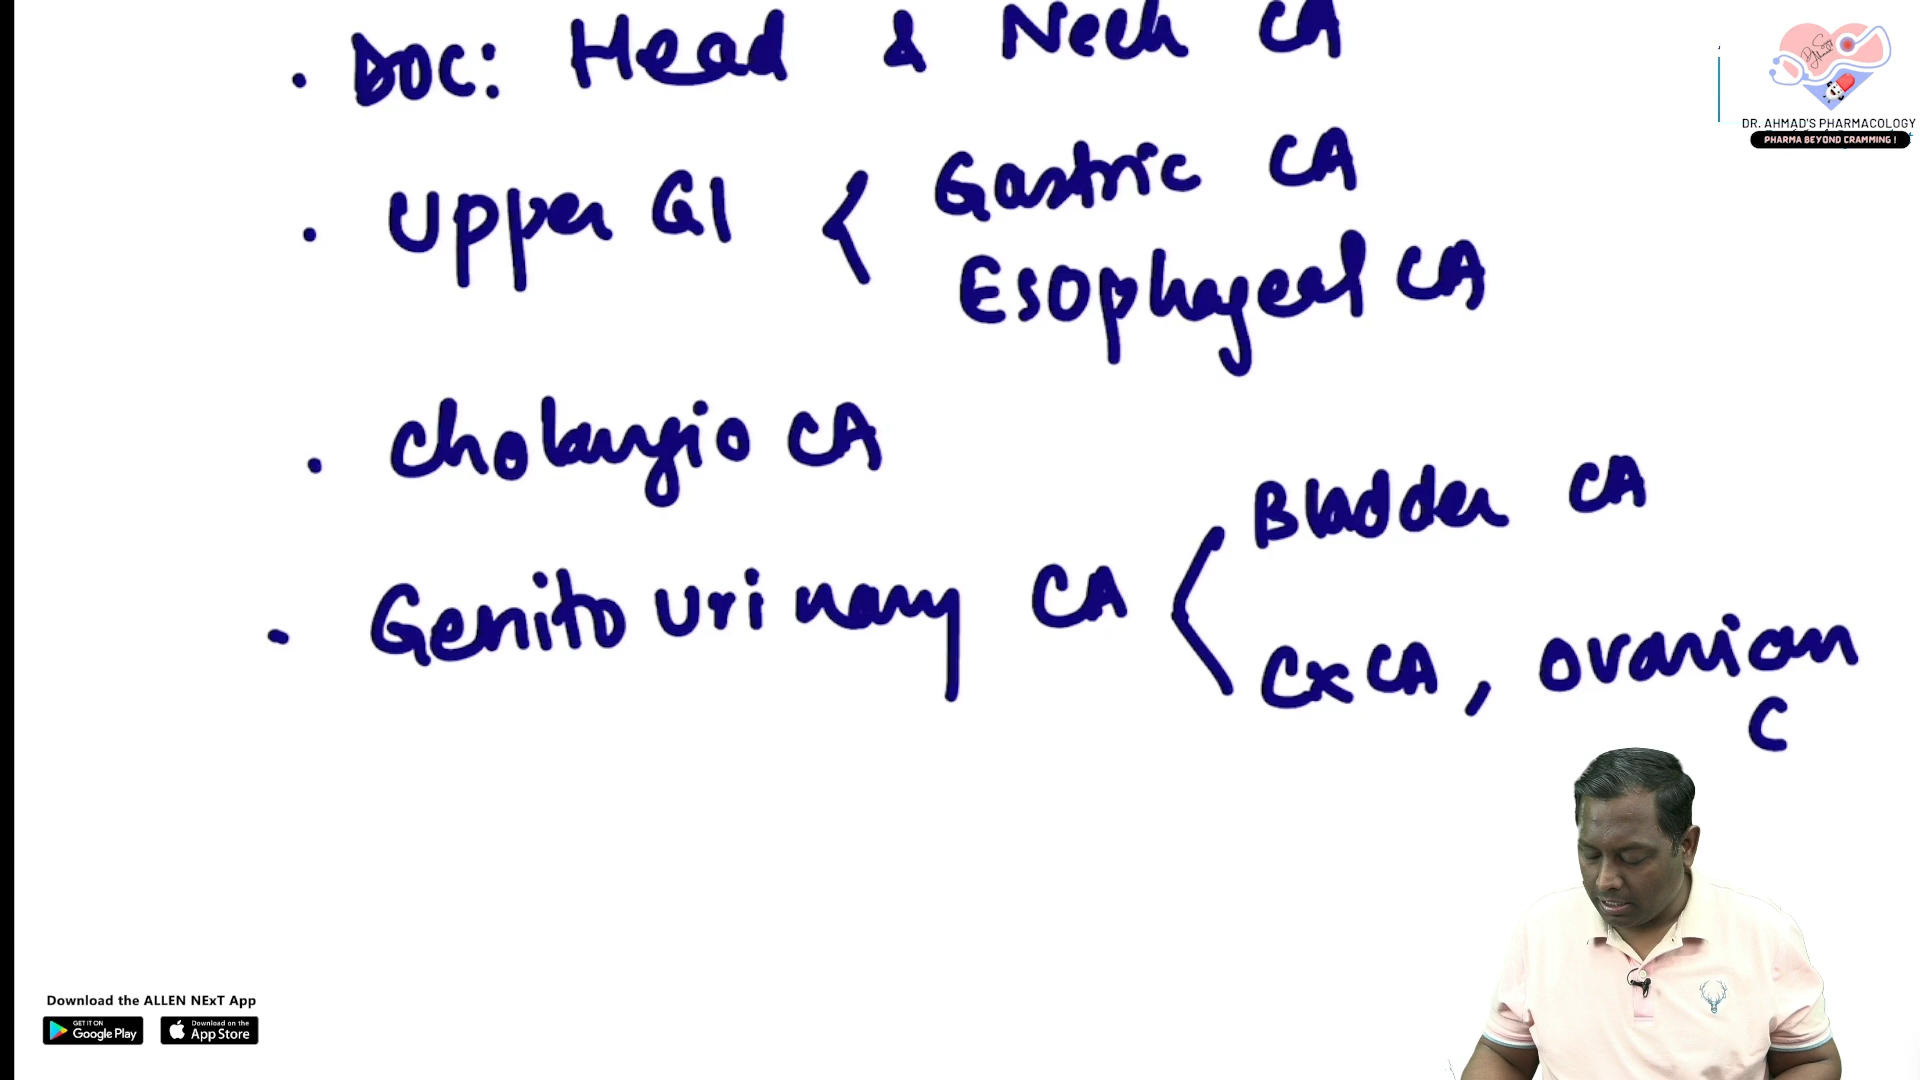 . DOC: Head & Neck CA
DR. AHMAD'S PHARMACOLOGY
PHARMA BEYOND CRAMMING !
. Upper GI < Gastric CA
Esophageal CA
. Cholangio CA
Bladder CA
. Genito urinary CA <
Cx CA , ovarian
C
Download the ALLEN NExT App
GET IT ON Google Play
Download on the App Store